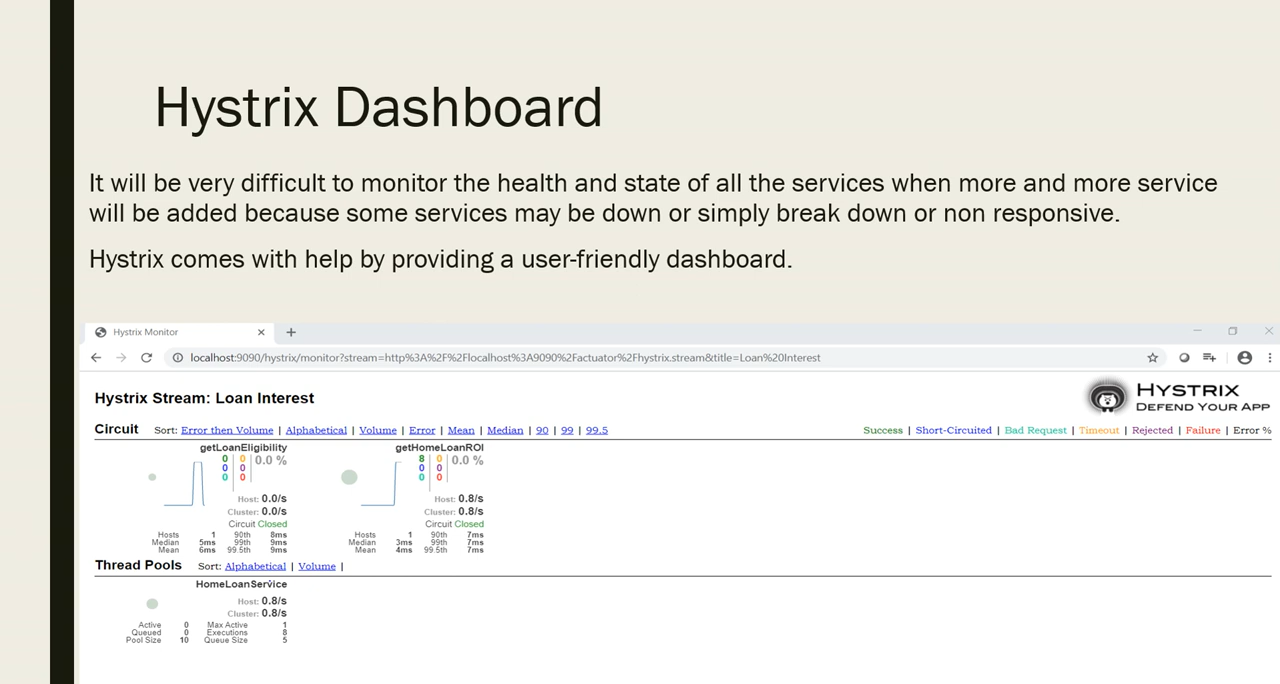 Hystrix Dashboard
It will be very difficult to monitor the health and state of all the services when more and more service
will be added because some services may be down or simply break down or non responsive.
Hystrix comes with help by providing a user-friendly dashboard.
Hystrix Monitor
localhost:9090/hystrix/monitor?stream=http%3A%2F%2Flocalhost%3A9090%2Factuator%2Fhystrix.stream&title=Loan%20Interest
Hystrix Stream: Loan Interest
HYSTRIX
DEFEND YOUR APP
Circuit Sort: Error then Volume | Alphabetical | Volume | Error | Mean | Median | 90 | 99 | 99.5
Success | Short-Circuited | Bad Request | Timeout | Rejected | Failure | Error %
getLoanEligibility
0 0 0.0 %
0 0
0 0
Host: 0.0/s
Cluster: 0.0/s
Circuit Closed
Hosts 1 90th 8ms
Median 5ms 99th 9ms
Mean 6ms 99.5th 9ms
getHomeLoanROI
8 0 0.0 %
0 0
0 0
Host: 0.8/s
Cluster: 0.8/s
Circuit Closed
Hosts 1 90th 7ms
Median 3ms 99th 7ms
Mean 4ms 99.5th 7ms
Thread Pools Sort: Alphabetical | Volume |
HomeLoanService
Host: 0.8/s
Cluster: 0.8/s
Active 0 Max Active 1
Queued 0 Executions 8
Pool Size 10 Queue Size 5